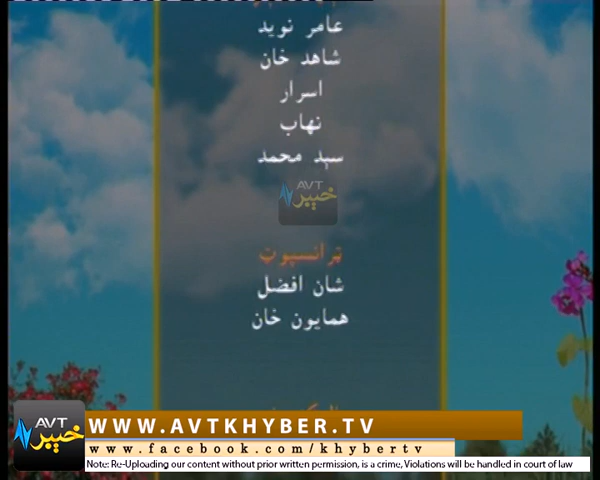 عامر نوید
شاهد خان
اسرار
نهاب
سید محمد
AVT
خیبر
ټرانسپوټ
شان افضل
همایون خان
AVT
خیبر
WWW.AVTKHYBER.TV
www.facebook.com/khybertv
Note: Re-Uploading our content without prior written permission, is a crime, Violations will be handled in court of law